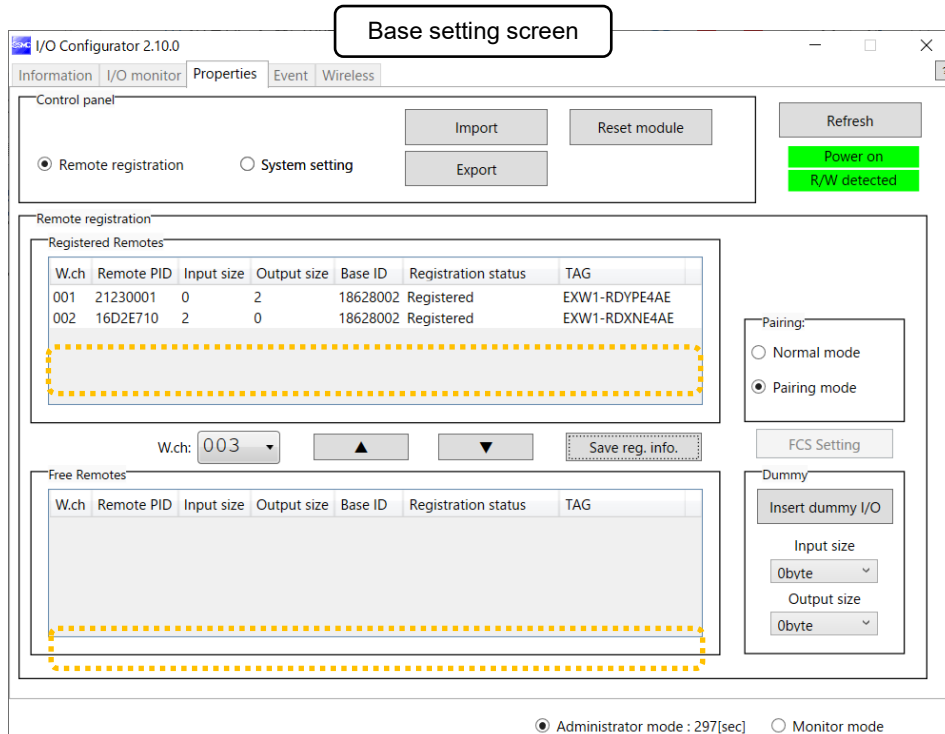 Base setting screen
SMC I/O Configurator 2.10.0
Information I/O monitor Properties Event Wireless ?
Control panel
Import Reset module Refresh
Remote registration System setting Export Power on
R/W detected
Remote registration
Registered Remotes
W.ch Remote PID Input size Output size Base ID Registration status TAG
001 21230001 0 2 18628002 Registered EXW1-RDYPE4AE
002 16D2E710 2 0 18628002 Registered EXW1-RDXNE4AE
Pairing:
Normal mode
Pairing mode
W.ch: 003 ▲ ▼ Save reg. info. FCS Setting
Free Remotes Dummy
W.ch Remote PID Input size Output size Base ID Registration status TAG
Insert dummy I/O
Input size
0byte
Output size
0byte
Administrator mode : 297[sec] Monitor mode